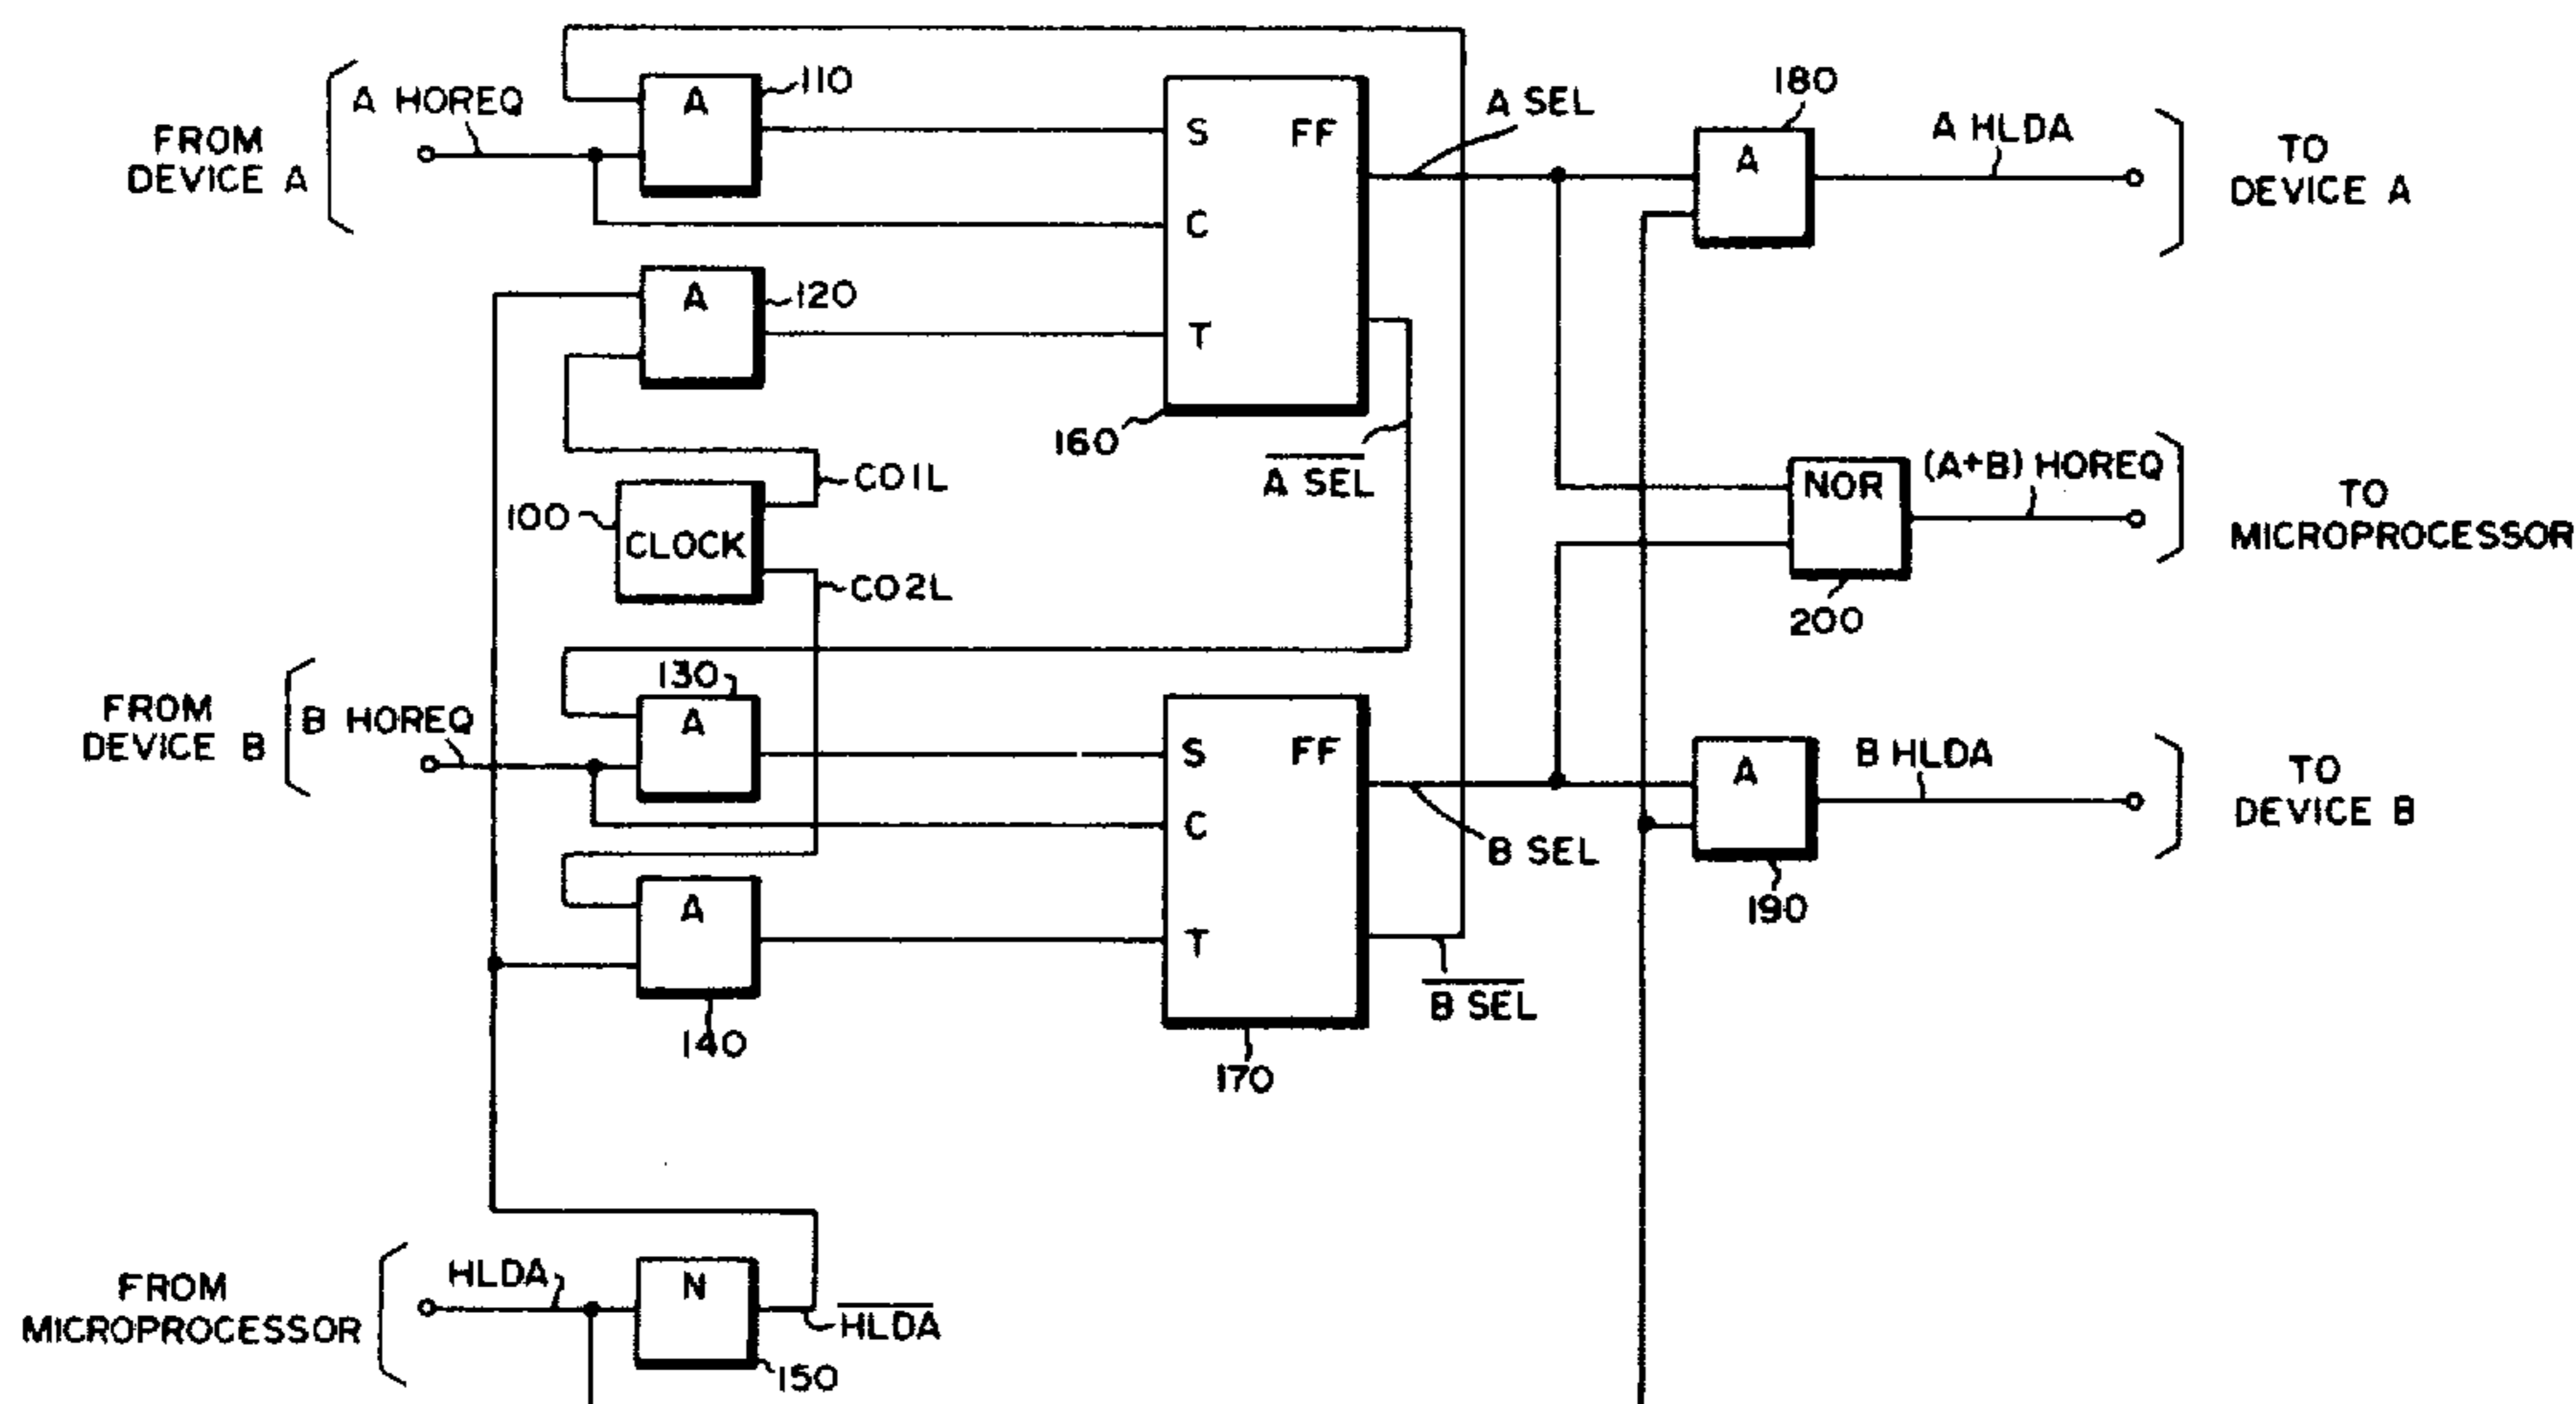 FROM
DEVICE A
A HOREQ
A
110
S
FF
C
T
160
A SEL
A SEL
A
180
A HLDA
TO
DEVICE A
A
120
CO1L
100
CLOCK
CO2L
NOR
200
(A+B) HOREQ
TO
MICROPROCESSOR
FROM
DEVICE B
B HOREQ
130
A
S
FF
C
T
170
B SEL
B SEL
A
190
B HLDA
TO
DEVICE B
A
140
FROM
MICROPROCESSOR
HLDA
N
HLDA
150